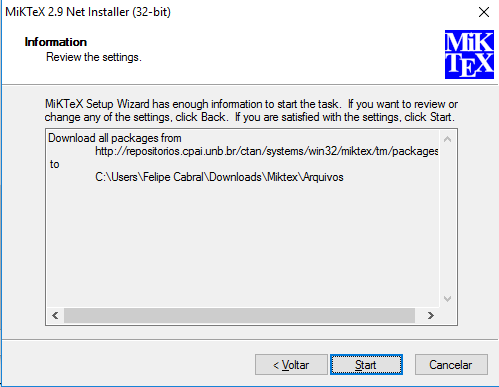 MiKTeX 2.9 Net Installer (32-bit)
Information
Review the settings.
MiK
TEX
MiKTeX Setup Wizard has enough information to start the task. If you want to review or
change any of the settings, click Back. If you are satisfied with the settings, click Start.
Download all packages from
http://repositorios.cpai.unb.br/ctan/systems/win32/miktex/tm/packages
to
C:\Users\Felipe Cabral\Downloads\Miktex\Arquivos
< Voltar
Start
Cancelar